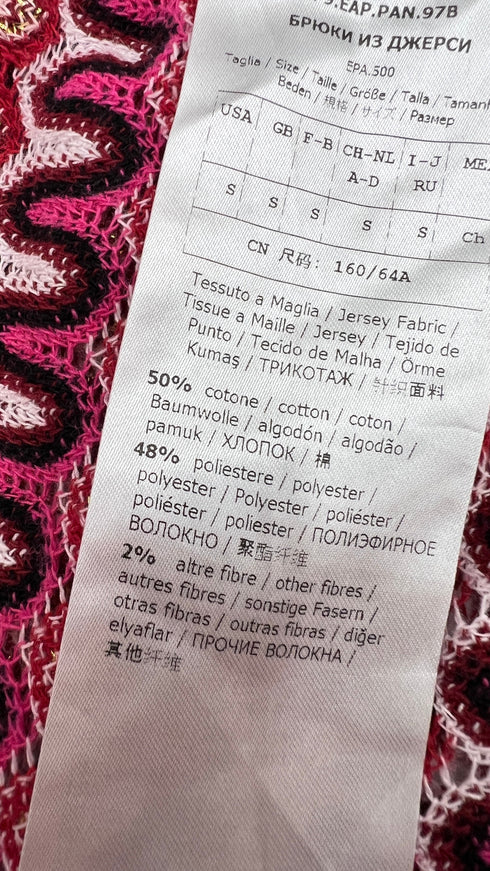 .EAP.PAN.97B
БРЮКИ ИЗ ДЖЕРСИ
EPA.500
Taglia / Size / Taille / Größe / Talla / Tamanh
Beden / 規格 / サイズ / Размер
USA GB F-B CH-NL I-J ME
A-D RU
S S S S S Ch
CN 尺码: 160/64A
Tessuto a Maglia / Jersey Fabric /
Tissue a Maille / Jersey / Tejido de
Punto / Tecido de Malha / Örme
Kumaş / ТРИКОТАЖ / 针织面料
50% cotone / cotton / coton /
Baumwolle / algodón / algodão /
pamuk / ХЛОПОК / 棉
48% poliestere / polyester /
polyester / Polyester / poliéster /
poliéster / poliester / ПОЛИЭФИРНОЕ
ВОЛОКНО / 聚酯纤维
2% altre fibre / other fibres /
autres fibres / sonstige Fasern /
otras fibras / outras fibras / diğer
elyaflar / ПРОЧИЕ ВОЛОКНА /
其他纤维